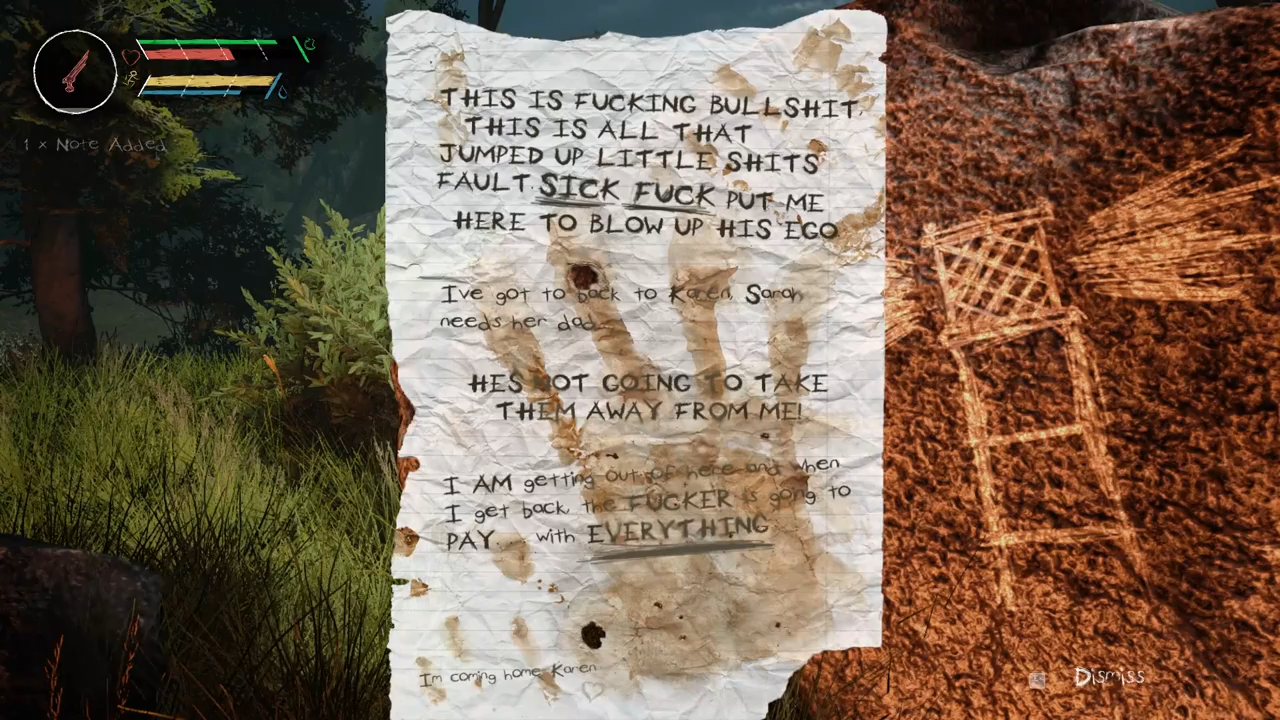 1 x Note Added
THIS IS FUCKING BULLSHIT.
THIS IS ALL THAT
JUMPED UP LITTLE SHITS
FAULT. SICK FUCK PUT ME
HERE TO BLOW UP HIS EGO
Ive got to back to Karen, Sarah
needs her dad...
HES NOT GOING TO TAKE
THEM AWAY FROM ME!
I AM getting out of here and when
I get back the FUCKER is going to
PAY... with EVERYTHING
Im coming home Karen
Dismiss